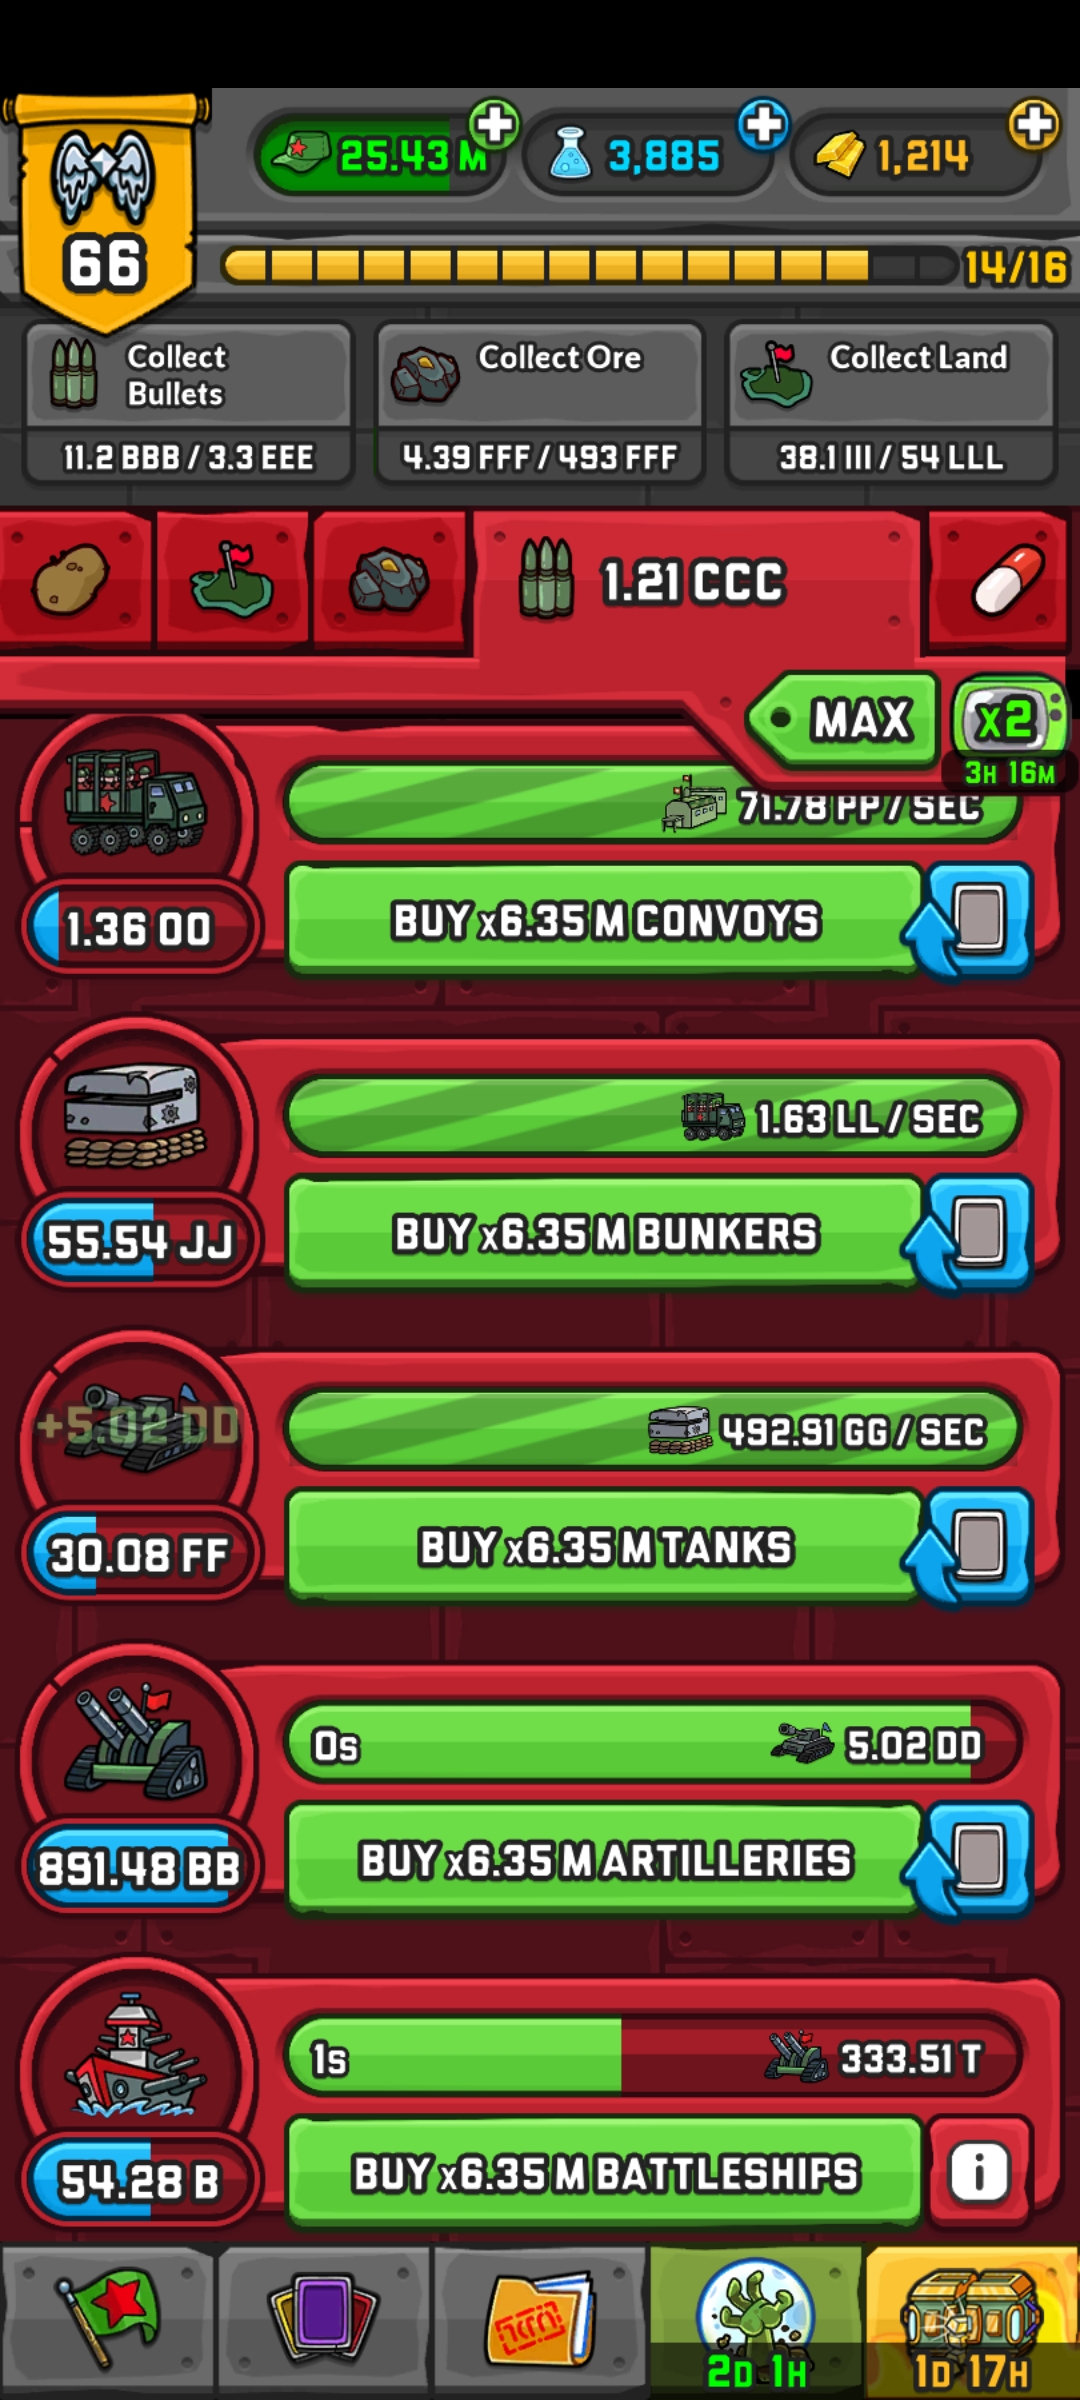 25.43 M
3,885
1,214
66
14/16
Collect
Bullets
11.2 BBB / 3.3 EEE
Collect Ore
4.39 FFF / 493 FFF
Collect Land
38.1 III / 54 LLL
1.21 CCC
MAX
x2
3H 16M
71.78 PP / SEC
1.36 OO
BUY x6.35 M CONVOYS
1.63 LL / SEC
55.54 JJ
BUY x6.35 M BUNKERS
+5.02 DD
492.91 GG / SEC
30.08 FF
BUY x6.35 M TANKS
0s
5.02 DD
891.48 BB
BUY x6.35 M ARTILLERIES
1s
333.51 T
54.28 B
BUY x6.35 M BATTLESHIPS
i
2D 1H
1D 17H